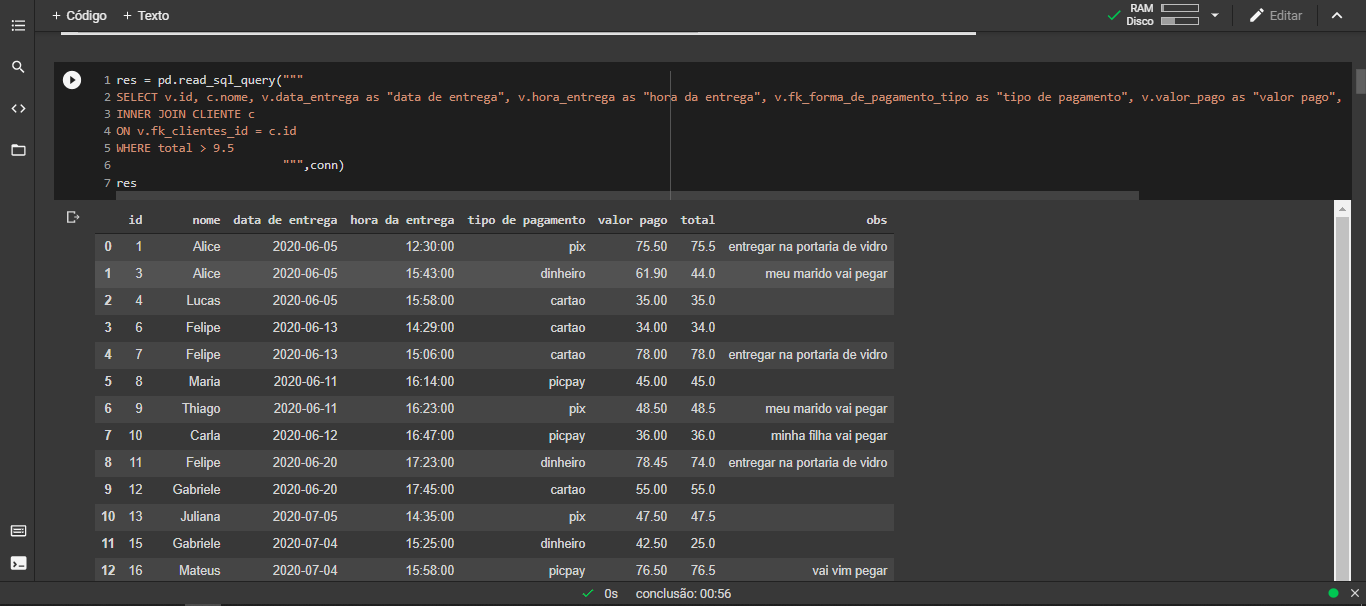 + Código + Texto
RAM
Disco
Editar
1 res = pd.read_sql_query("""
2 SELECT v.id, c.nome, v.data_entrega as "data de entrega", v.hora_entrega as "hora da entrega", v.fk_forma_de_pagamento_tipo as "tipo de pagamento", v.valor_pago as "valor pago",
3 INNER JOIN CLIENTE c
4 ON v.fk_clientes_id = c.id
5 WHERE total > 9.5
6 """,conn)
7 res
id nome data de entrega hora da entrega tipo de pagamento valor pago total obs
0 1 Alice 2020-06-05 12:30:00 pix 75.50 75.5 entregar na portaria de vidro
1 3 Alice 2020-06-05 15:43:00 dinheiro 61.90 44.0 meu marido vai pegar
2 4 Lucas 2020-06-05 15:58:00 cartao 35.00 35.0
3 6 Felipe 2020-06-13 14:29:00 cartao 34.00 34.0
4 7 Felipe 2020-06-13 15:06:00 cartao 78.00 78.0 entregar na portaria de vidro
5 8 Maria 2020-06-11 16:14:00 picpay 45.00 45.0
6 9 Thiago 2020-06-11 16:23:00 pix 48.50 48.5 meu marido vai pegar
7 10 Carla 2020-06-12 16:47:00 picpay 36.00 36.0 minha filha vai pegar
8 11 Felipe 2020-06-20 17:23:00 dinheiro 78.45 74.0 entregar na portaria de vidro
9 12 Gabriele 2020-06-20 17:45:00 cartao 55.00 55.0
10 13 Juliana 2020-07-05 14:35:00 pix 47.50 47.5
11 15 Gabriele 2020-07-04 15:25:00 dinheiro 42.50 25.0
12 16 Mateus 2020-07-04 15:58:00 picpay 76.50 76.5 vai vim pegar
0s conclusão: 00:56